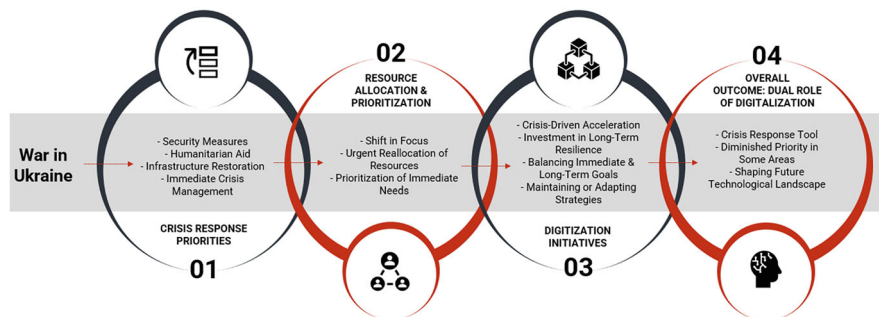 War in
Ukraine
- Security Measures
- Humanitarian Aid
- Infrastructure Restoration
- Immediate Crisis
Management
CRISIS RESPONSE
PRIORITIES
01
02
RESOURCE
ALLOCATION &
PRIORITIZATION
- Shift in Focus
- Urgent Reallocation of
Resources
- Prioritization of Immediate
Needs
- Crisis-Driven Acceleration
- Investment in Long-Term
Resilience
- Balancing Immediate &
Long-Term Goals
- Maintaining or Adapting
Strategies
DIGITIZATION
INITIATIVES
03
04
OVERALL
OUTCOME: DUAL ROLE
OF DIGITALIZATION
- Crisis Response Tool
- Diminished Priority in
Some Areas
- Shaping Future
Technological Landscape